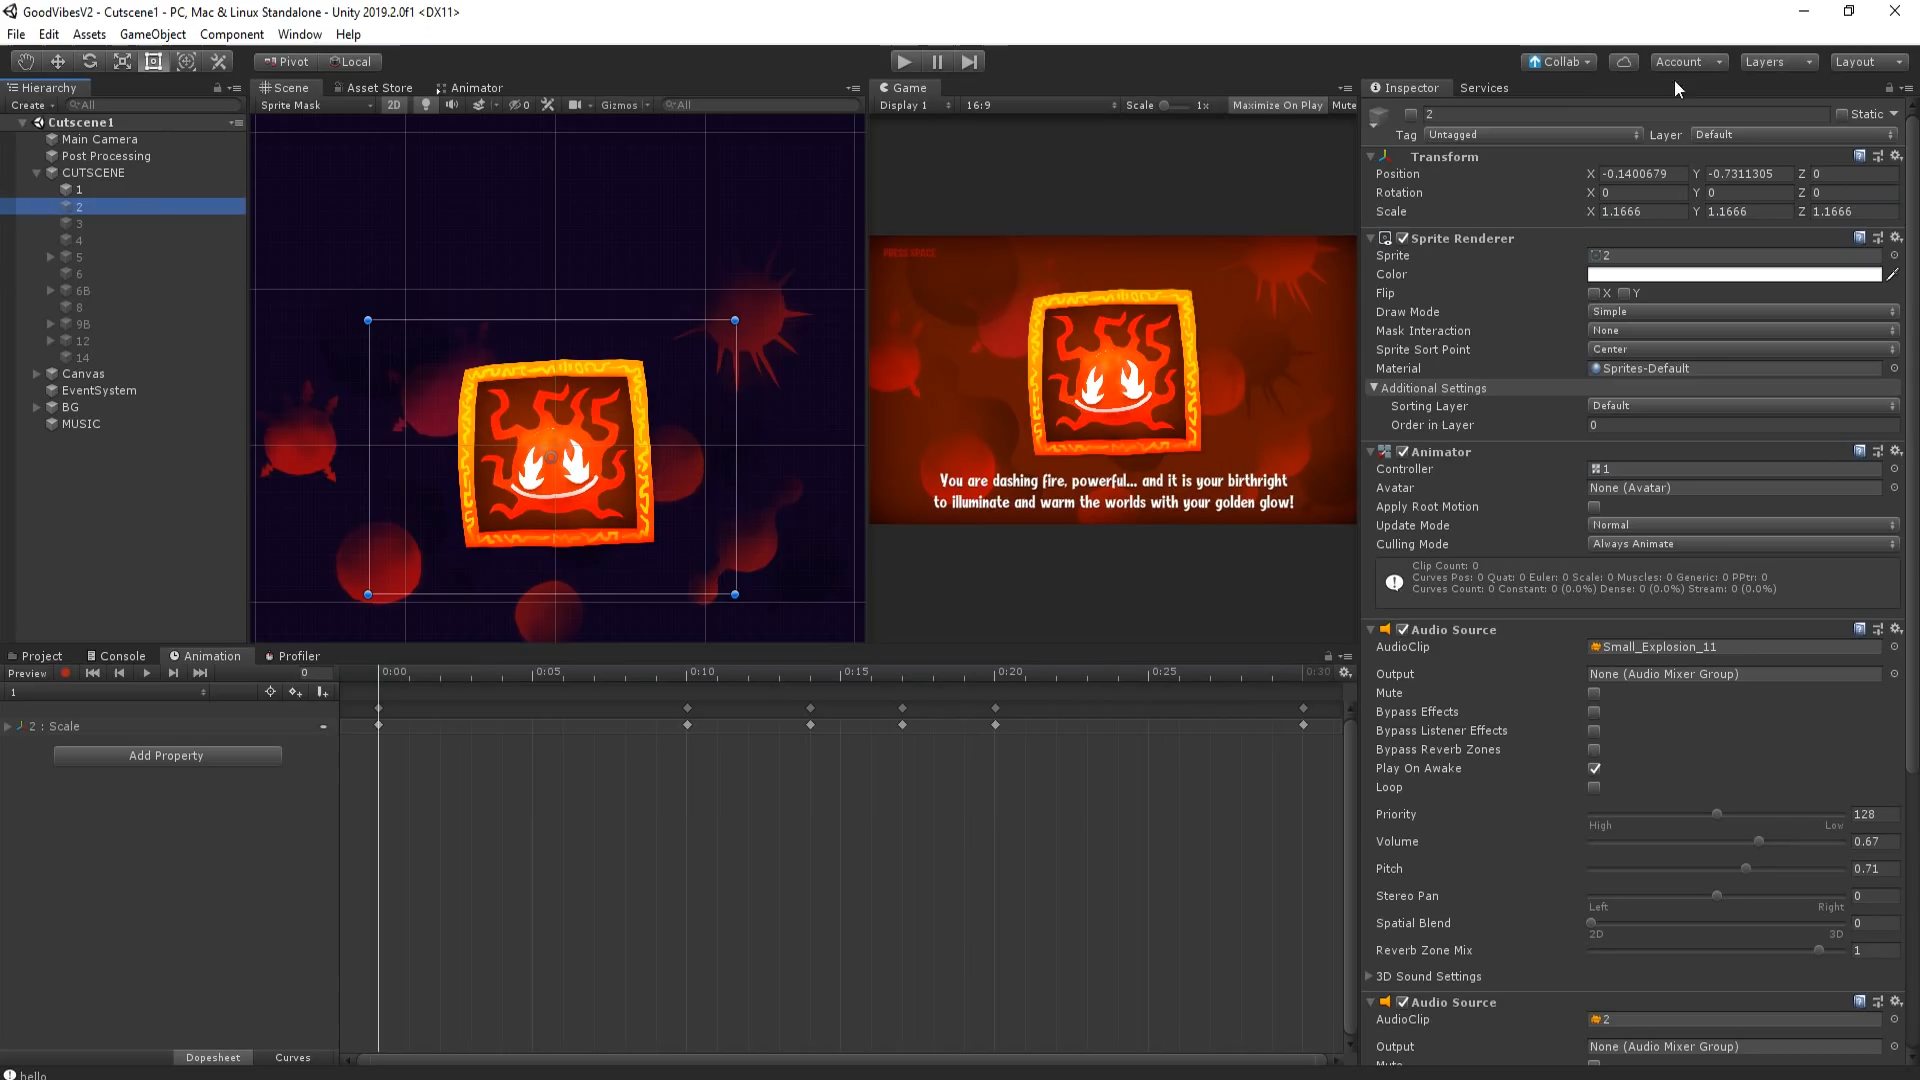 GoodVibesV2 - Cutscene1 - PC, Mac & Linux Standalone - Unity 2019.2.0f1 <DX11>
File Edit Assets GameObject Component Window Help
Pivot Local
Collab Account Layers Layout
Hierarchy
Create All
Cutscene1
Main Camera
Post Processing
CUTSCENE
1
2
3
4
5
6
6B
8
9B
12
14
Canvas
EventSystem
BG
MUSIC
Scene Asset Store Animator
Sprite Mask 2D 0 Gizmos All
Game
Display 1 16:9 Scale 1x Maximize On Play Mute
PRESS SPACE
You are dashing fire, powerful... and it is your birthright
to illuminate and warm the worlds with your golden glow!
Inspector Services
2 Static
Tag Untagged Layer Default
Transform
Position X -0.1400679 Y -0.7311305 Z 0
Rotation X 0 Y 0 Z 0
Scale X 1.1666 Y 1.1666 Z 1.1666
Sprite Renderer
Sprite 2
Color
Flip X Y
Draw Mode Simple
Mask Interaction None
Sprite Sort Point Center
Material Sprites-Default
Additional Settings
Sorting Layer Default
Order in Layer 0
Animator
Controller 1
Avatar None (Avatar)
Apply Root Motion
Update Mode Normal
Culling Mode Always Animate
Clip Count: 0
Curves Pos: 0 Quat: 0 Euler: 0 Scale: 0 Muscles: 0 Generic: 0 PPtr: 0
Curves Count: 0 Constant: 0 (0.0%) Dense: 0 (0.0%) Stream: 0 (0.0%)
Audio Source
AudioClip Small_Explosion_11
Output None (Audio Mixer Group)
Mute
Bypass Effects
Bypass Listener Effects
Bypass Reverb Zones
Play On Awake
Loop
Priority 128
High Low
Volume 0.67
Pitch 0.71
Stereo Pan 0
Left Right
Spatial Blend 0
2D 3D
Reverb Zone Mix 1
3D Sound Settings
Audio Source
AudioClip 2
Output None (Audio Mixer Group)
Project Console Animation Profiler
Preview 0
1
0:00 0:05 0:10 0:15 0:20 0:25 0:30
2 : Scale
Add Property
Dopesheet Curves
hello